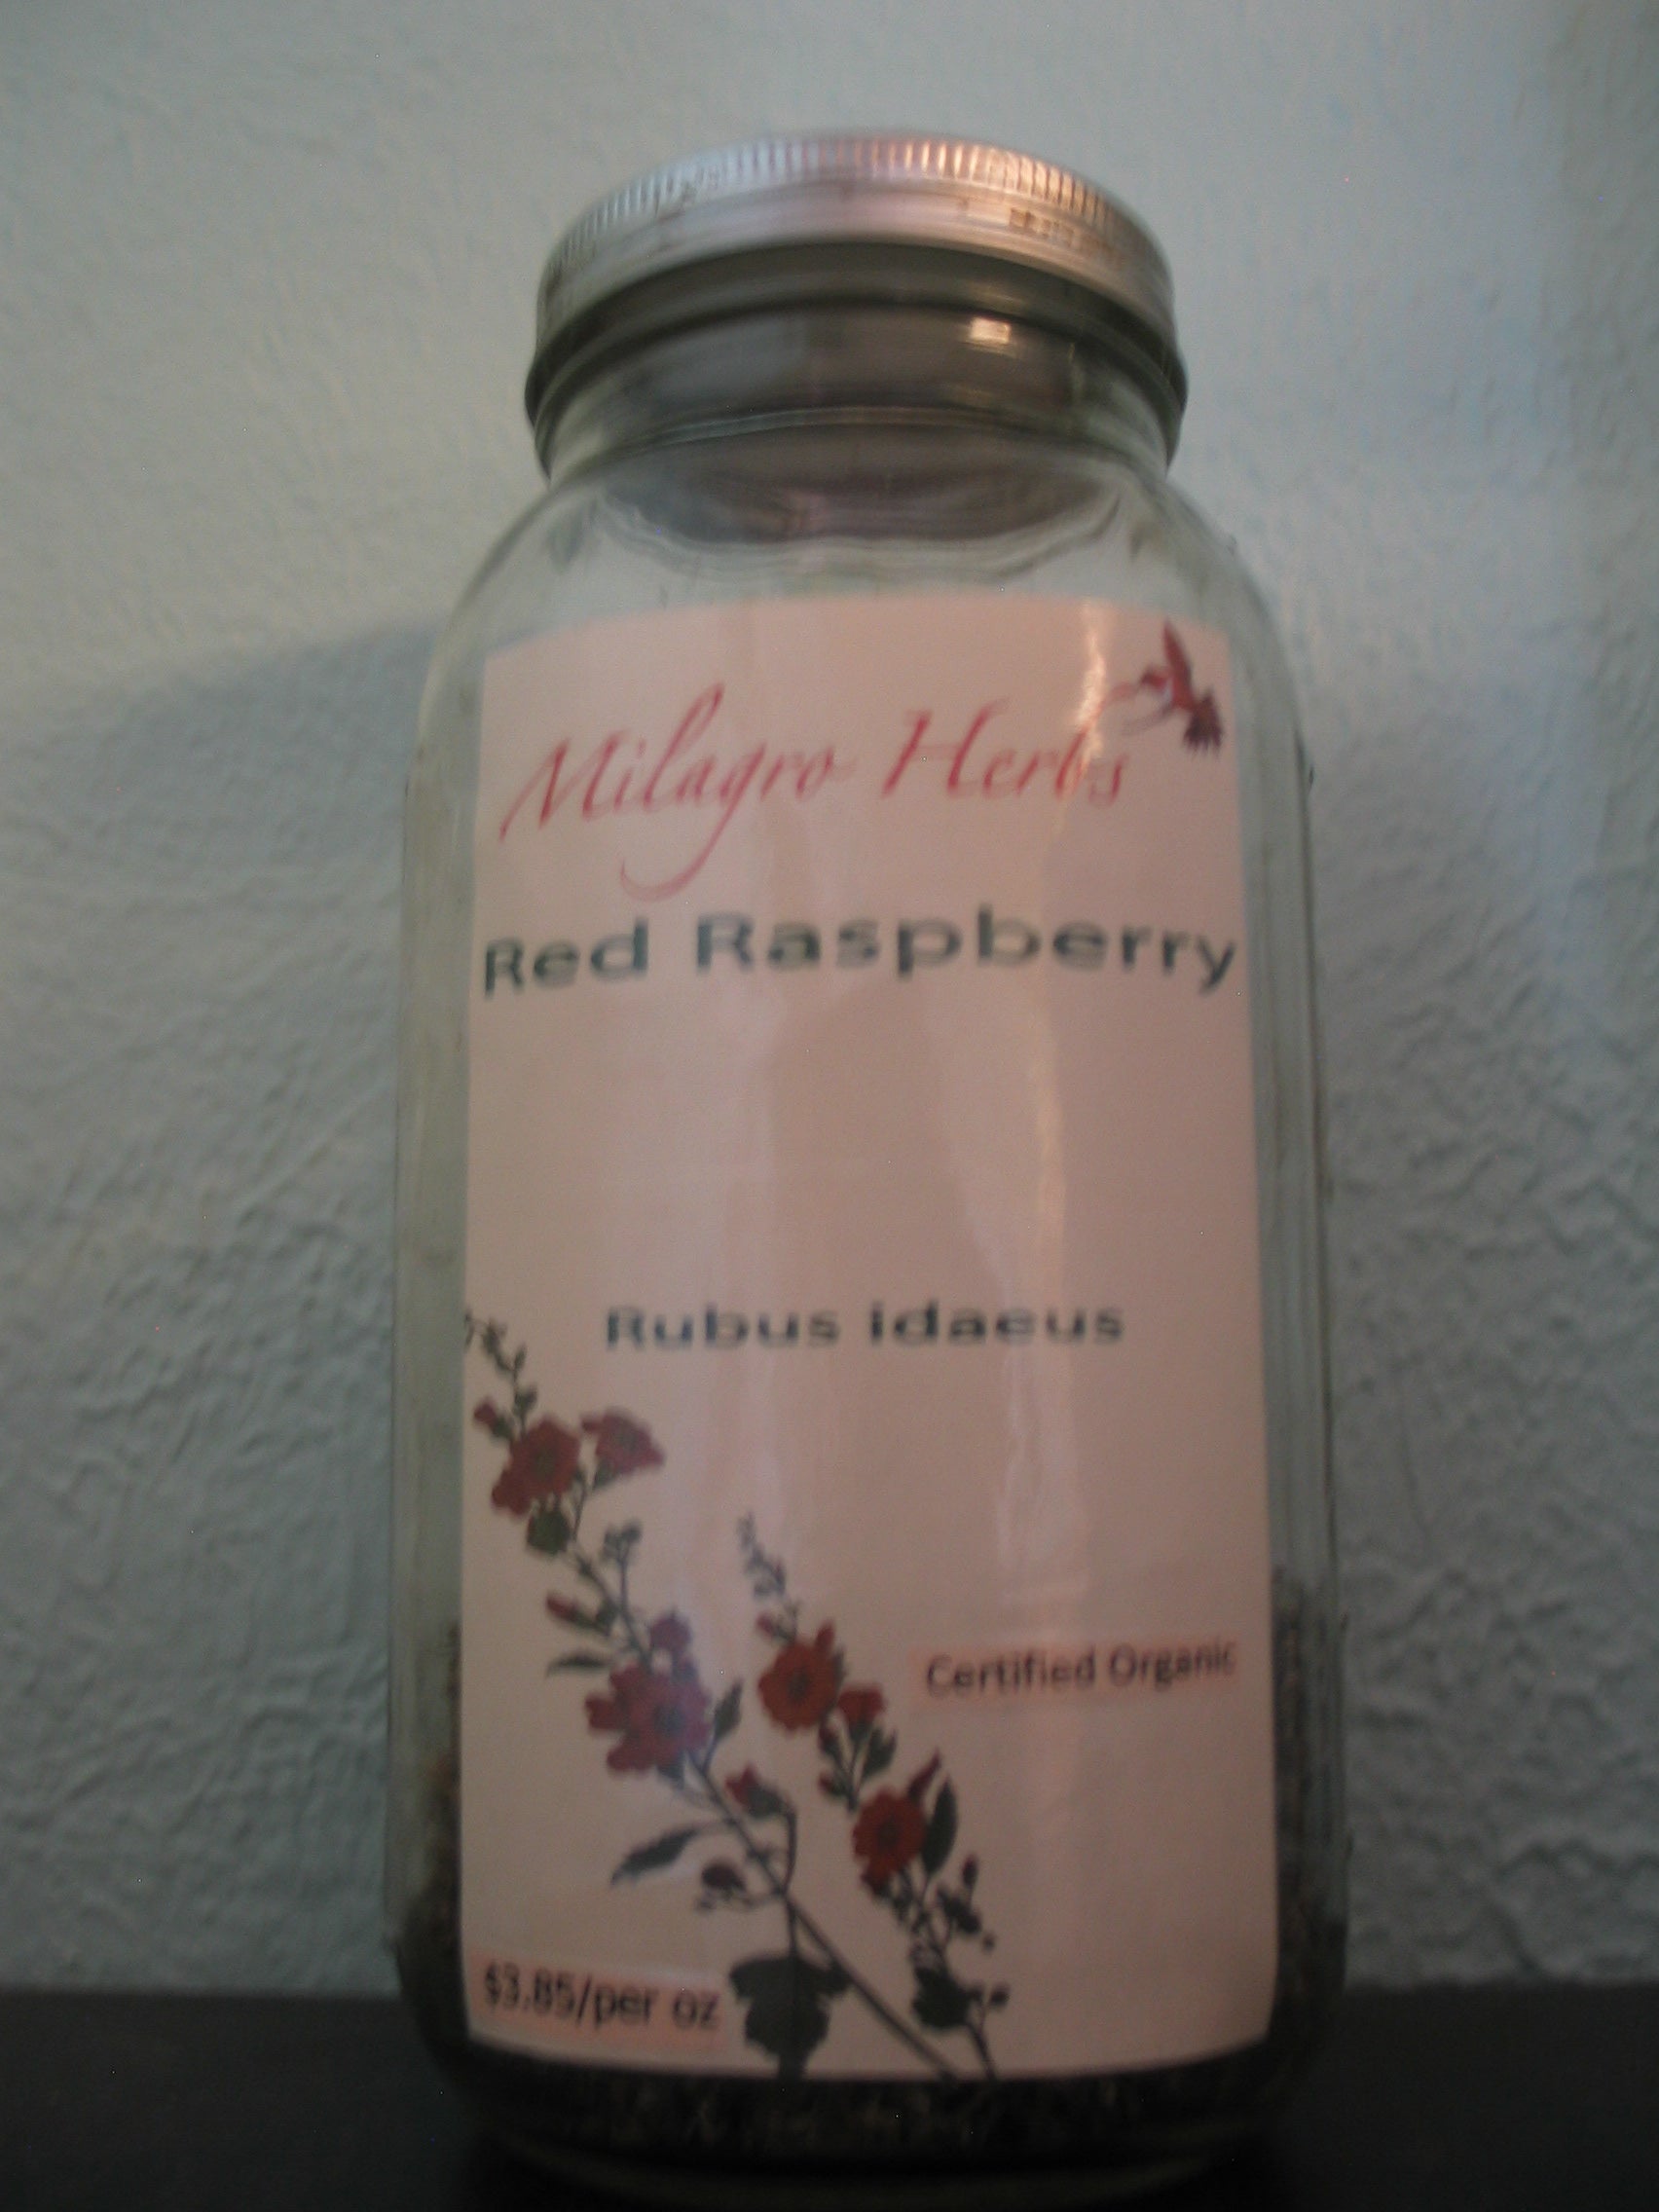 Milagro Herbs
Red Raspberry
Rubus idaeus
Certified Organic
$3.85/per oz